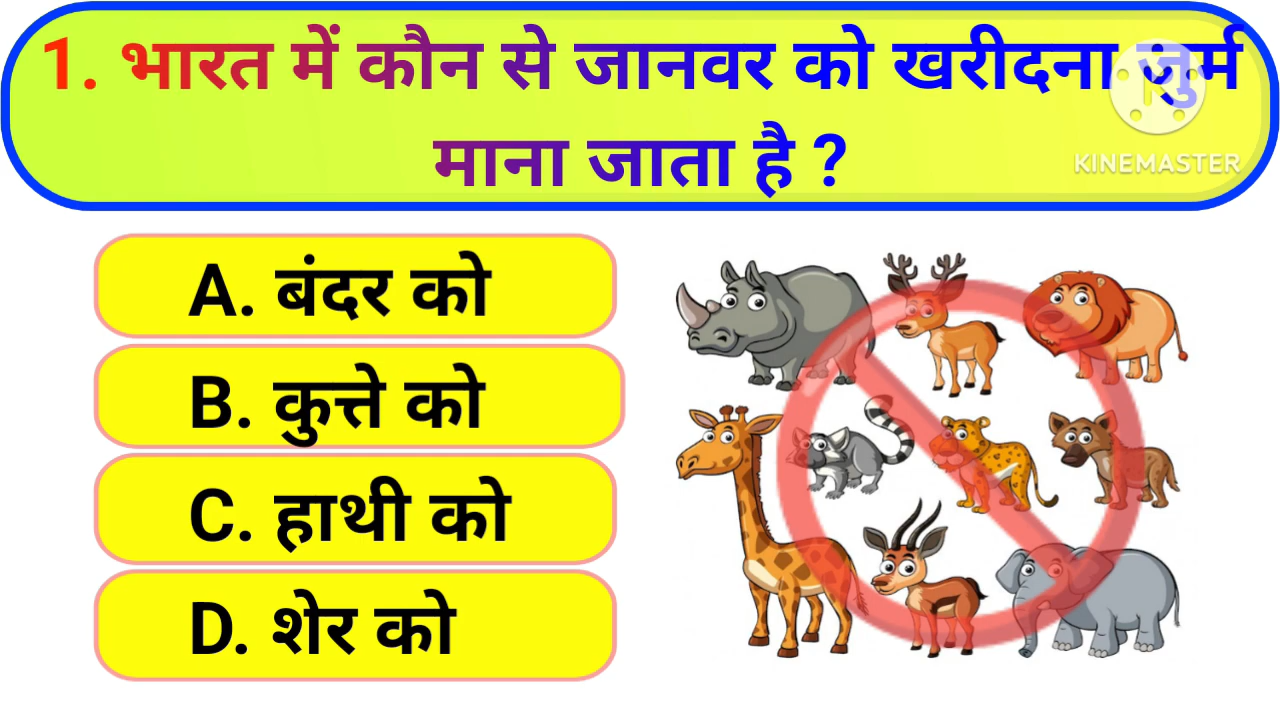 1. भारत में कौन से जानवर को खरीदना जुर्म
माना जाता है ?
KINEMASTER
A. बंदर को
B. कुत्ते को
C. हाथी को
D. शेर को